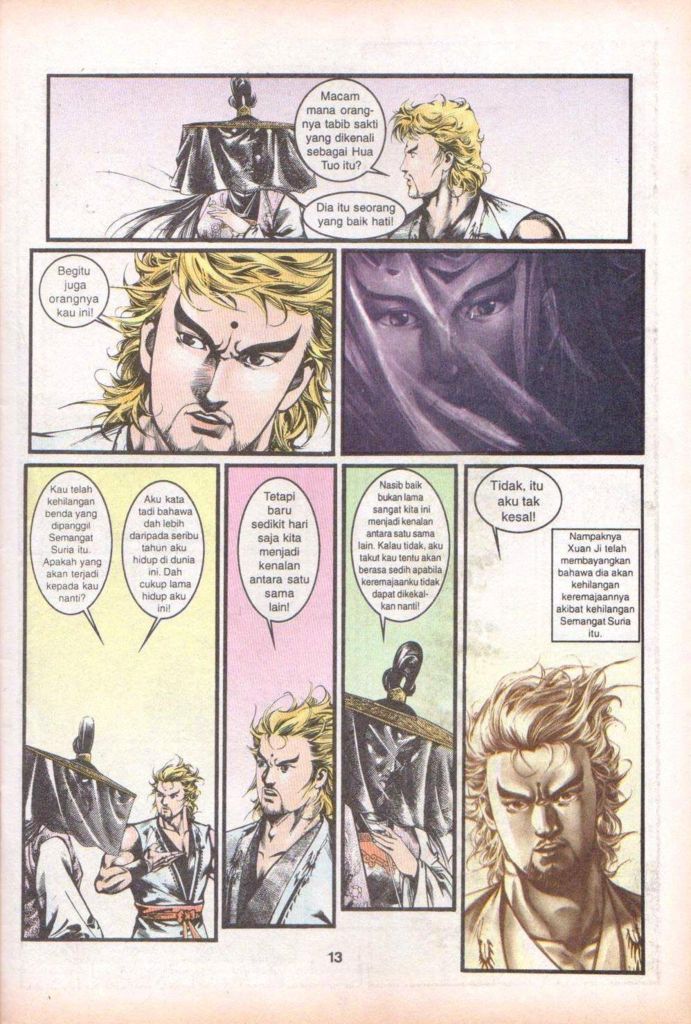 Macam
mana orang-
nya tabib sakti
yang dikenali
sebagai Hua
Tuo itu?
Dia itu seorang
yang baik hati!
Begitu
juga
orangnya
kau ini!
Kau telah
kehilangan
benda yang
dipanggil
Semangat
Suria itu.
Apakah yang
akan terjadi
kepada kau
nanti?
Aku kata
tadi bahawa
dah lebih
daripada seribu
tahun aku
hidup di dunia
ini. Dah
cukup lama
hidup aku
ini!
Tetapi
baru
sedikit hari
saja kita
menjadi
kenalan
antara satu
sama
lain!
Nasib baik
bukan lama
sangat kita ini
menjadi kenalan
antara satu sama
lain. Kalau tidak, aku
takut kau tentu akan
berasa sedih apabila
keremajaanku tidak
dapat dikekal-
kan nanti!
Tidak, itu
aku tak
kesal!
Nampaknya
Xuan Ji telah
membayangkan
bahawa dia akan
kehilangan
keremajaannya
akibat kehilangan
Semangat Suria
itu.
13